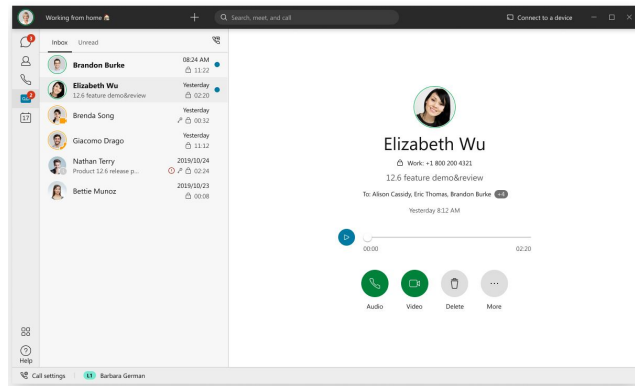 Working from home
Search, meet, and call
Connect to a device
3
Inbox
Unread
Brandon Burke
08:24 AM
11:22
Elizabeth Wu
Yesterday
12.6 feature demo&review
02:20
2
17
Brenda Song
Yesterday
00:32
Giacomo Drago
Yesterday
11:12
Nathan Terry
2019/10/24
Product 12.6 release p...
02:24
Bettie Munoz
2019/10/23
00:08
Elizabeth Wu
Work: +1 800 200 4321
12.6 feature demo&review
To: Alison Cassidy, Eric Thomas, Brandon Burke +4
Yesterday 8:12 AM
00:00
02:20
Audio
Video
Delete
More
Help
Call settings
L1
Barbara German